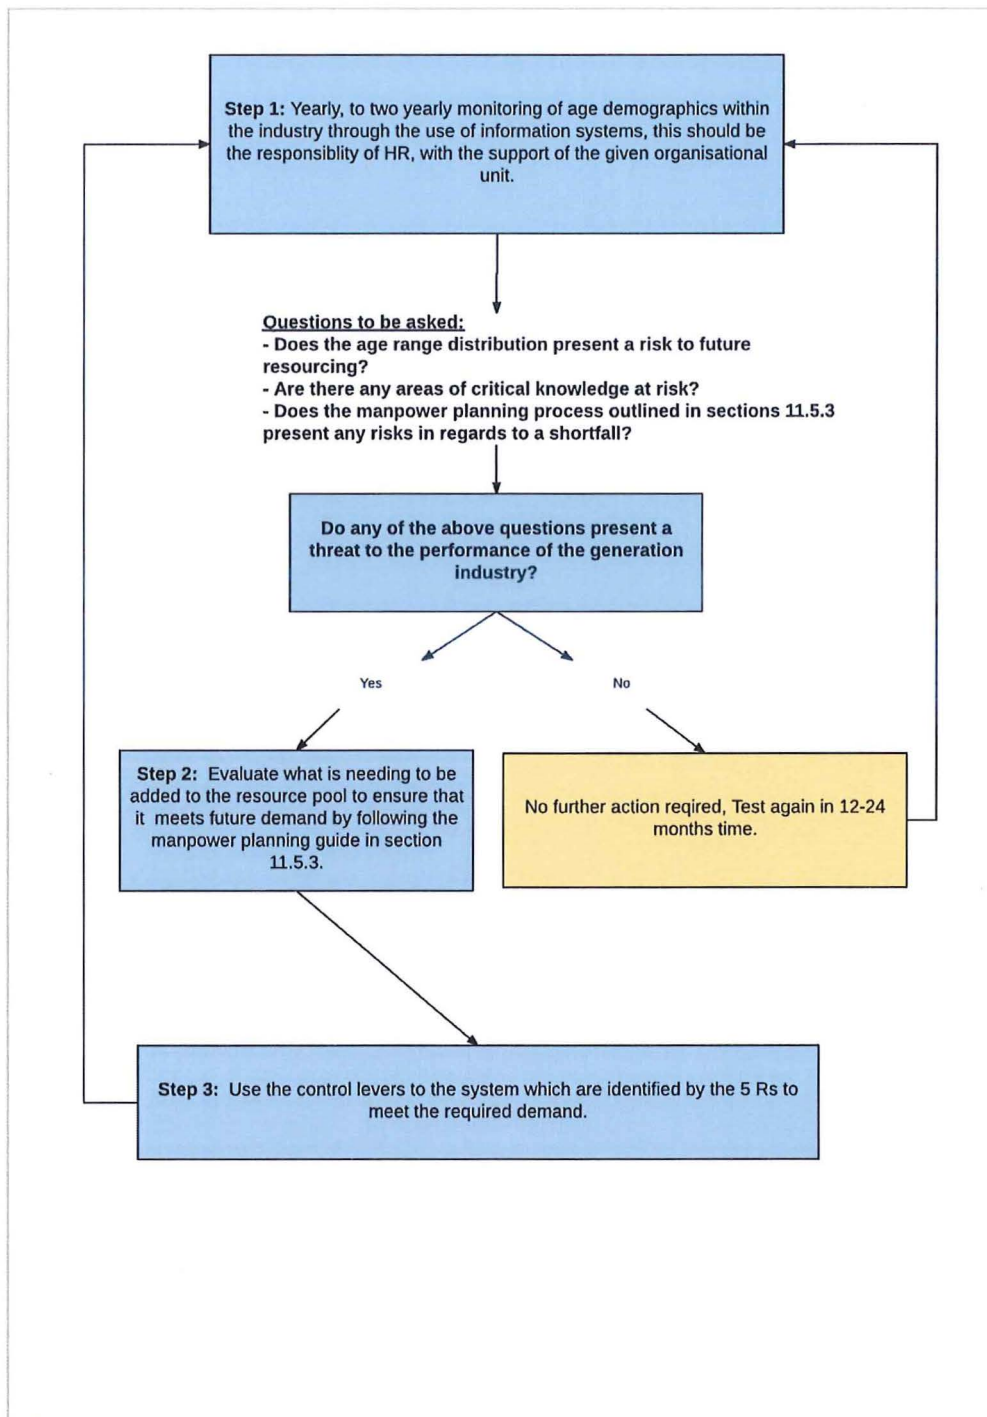 Step 1: Yearly, to two yearly monitoring of age demographics within
the industry through the use of information systems, this should be
the responsiblity of HR, with the support of the given organisational
unit.
Questions to be asked:
- Does the age range distribution present a risk to future
resourcing?
- Are there any areas of critical knowledge at risk?
- Does the manpower planning process outlined in sections 11.5.3
present any risks in regards to a shortfall?
Do any of the above questions present a
threat to the performance of the generation
industry?
Yes
No
Step 2: Evaluate what is needing to be
added to the resource pool to ensure that
it meets future demand by following the
manpower planning guide in section
11.5.3.
No further action reqired, Test again in 12-24
months time.
Step 3: Use the control levers to the system which are identified by the 5 Rs to
meet the required demand.